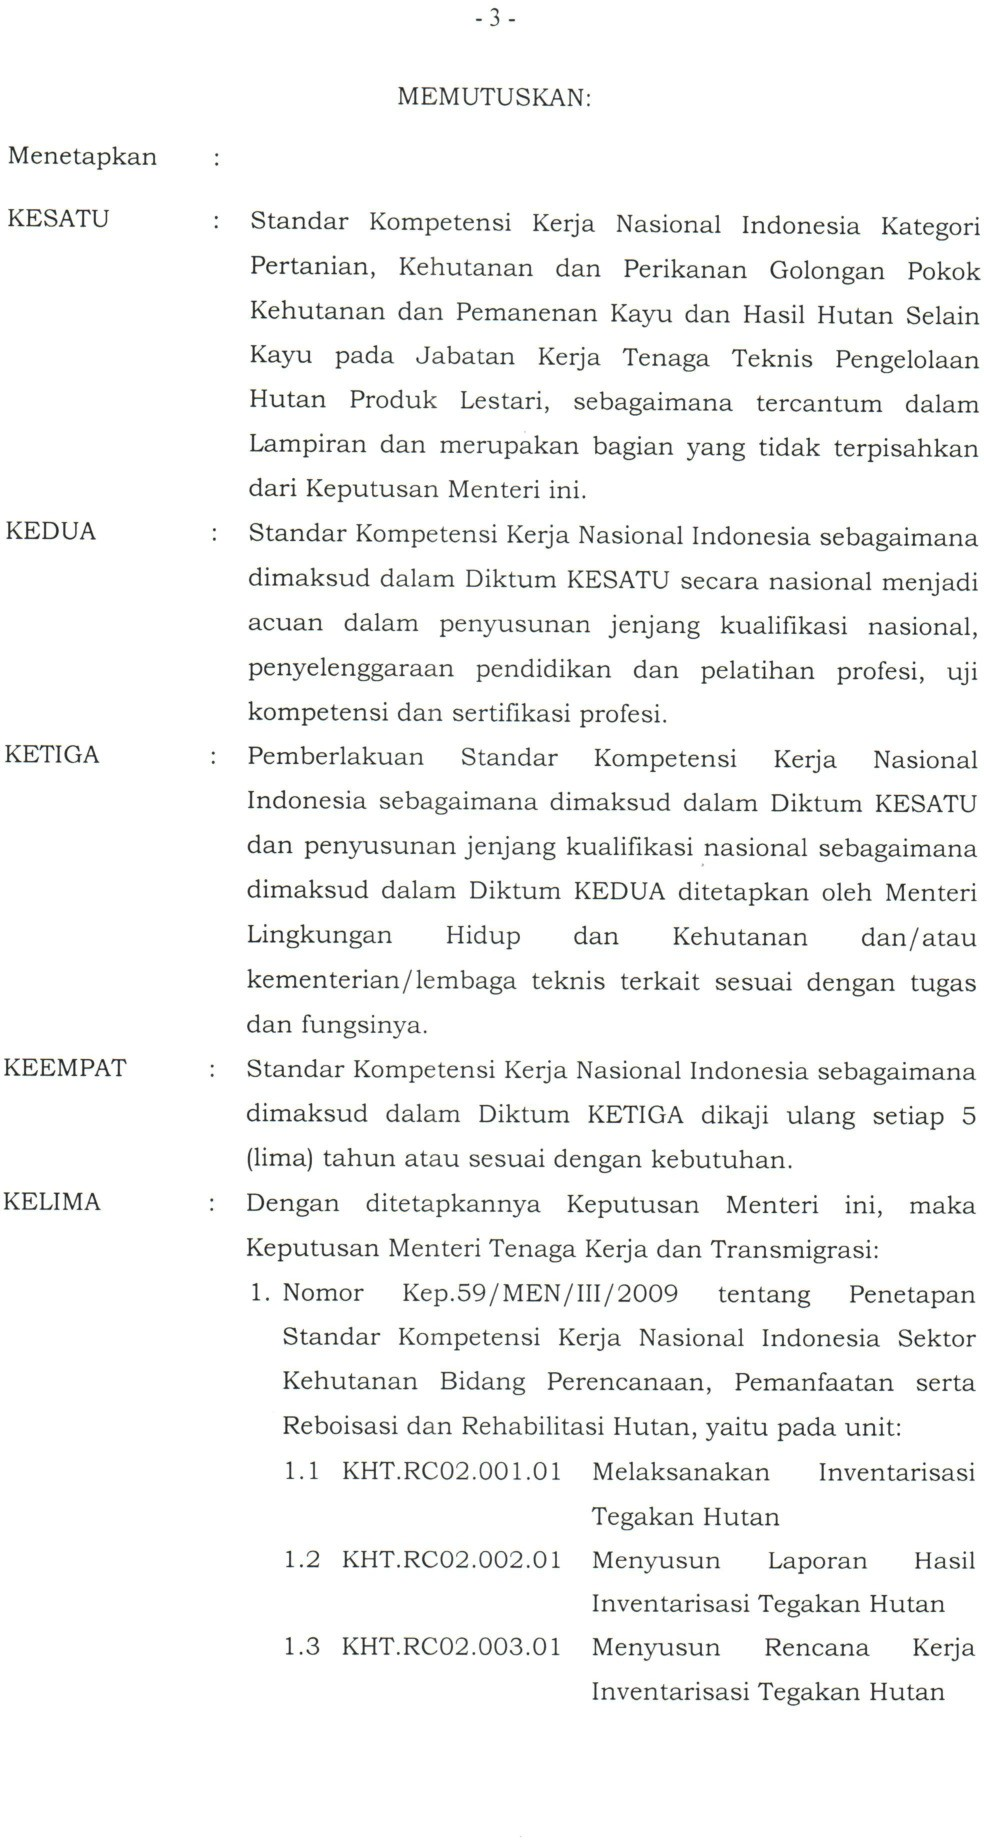 - 3 -
MEMUTUSKAN:
Menetapkan :
KESATU : Standar Kompetensi Kerja Nasional Indonesia Kategori
Pertanian, Kehutanan dan Perikanan Golongan Pokok
Kehutanan dan Pemanenan Kayu dan Hasil Hutan Selain
Kayu pada Jabatan Kerja Tenaga Teknis Pengelolaan
Hutan Produk Lestari, sebagaimana tercantum dalam
Lampiran dan merupakan bagian yang tidak terpisahkan
dari Keputusan Menteri ini.
KEDUA : Standar Kompetensi Kerja Nasional Indonesia sebagaimana
dimaksud dalam Diktum KESATU secara nasional menjadi
acuan dalam penyusunan jenjang kualifikasi nasional,
penyelenggaraan pendidikan dan pelatihan profesi, uji
kompetensi dan sertifikasi profesi.
KETIGA : Pemberlakuan Standar Kompetensi Kerja Nasional
Indonesia sebagaimana dimaksud dalam Diktum KESATU
dan penyusunan jenjang kualifikasi nasional sebagaimana
dimaksud dalam Diktum KEDUA ditetapkan oleh Menteri
Lingkungan Hidup dan Kehutanan dan/atau
kementerian/lembaga teknis terkait sesuai dengan tugas
dan fungsinya.
KEEMPAT : Standar Kompetensi Kerja Nasional Indonesia sebagaimana
dimaksud dalam Diktum KETIGA dikaji ulang setiap 5
(lima) tahun atau sesuai dengan kebutuhan.
KELIMA : Dengan ditetapkannya Keputusan Menteri ini, maka
Keputusan Menteri Tenaga Kerja dan Transmigrasi:
1. Nomor Kep.59/MEN/III/2009 tentang Penetapan
Standar Kompetensi Kerja Nasional Indonesia Sektor
Kehutanan Bidang Perencanaan, Pemanfaatan serta
Reboisasi dan Rehabilitasi Hutan, yaitu pada unit:
1.1 KHT.RC02.001.01 Melaksanakan Inventarisasi
Tegakan Hutan
1.2 KHT.RC02.002.01 Menyusun Laporan Hasil
Inventarisasi Tegakan Hutan
1.3 KHT.RC02.003.01 Menyusun Rencana Kerja
Inventarisasi Tegakan Hutan